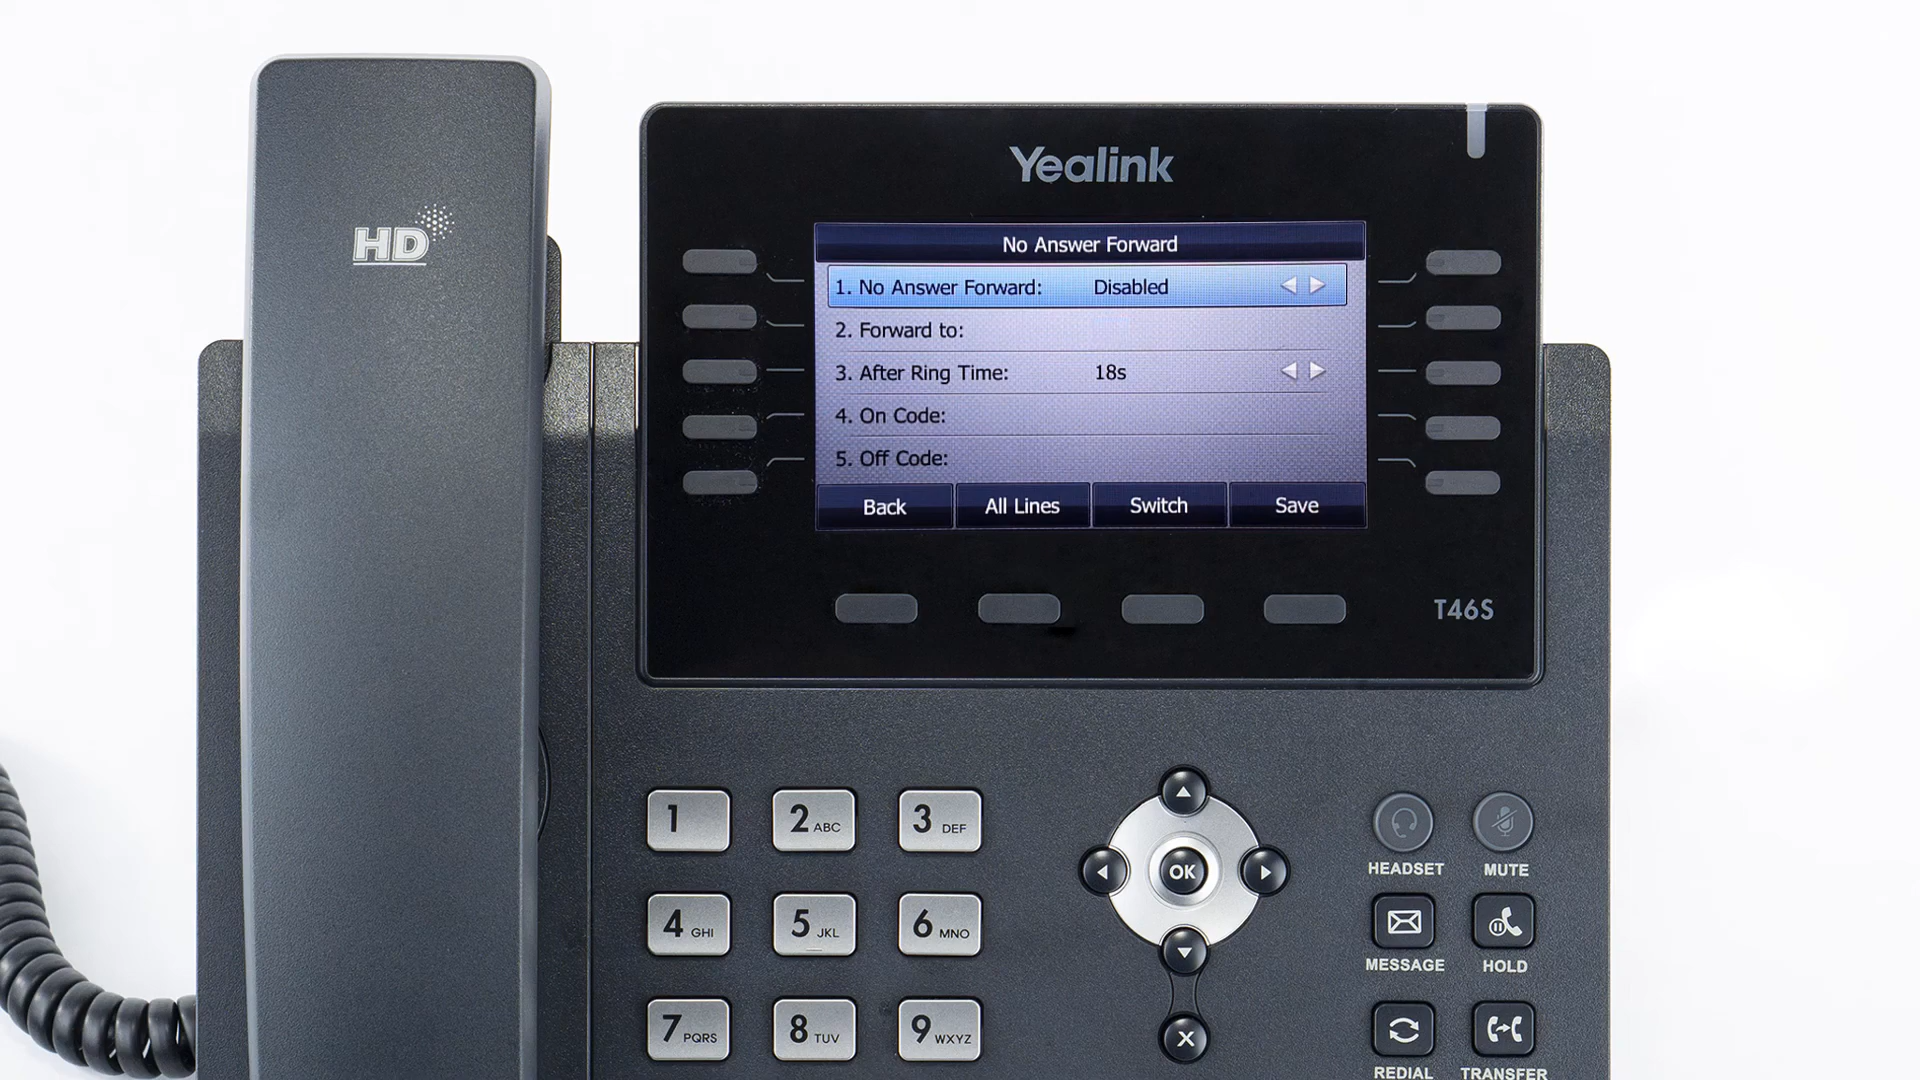 HD
Yealink
No Answer Forward
1. No Answer Forward: Disabled
2. Forward to:
3. After Ring Time: 18s
4. On Code:
5. Off Code:
Back All Lines Switch Save
T46S
1 2 ABC 3 DEF
OK
HEADSET MUTE
4 GHI 5 JKL 6 MNO
MESSAGE HOLD
7 PQRS 8 TUV 9 WXYZ
X
REDIAL TRANSFER